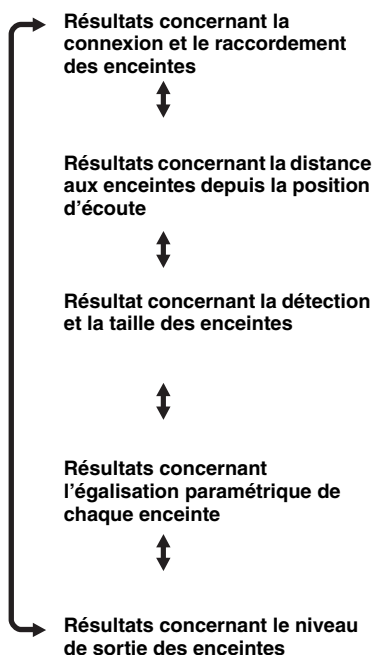 Résultats concernant la
connexion et le raccordement
des enceintes
Résultats concernant la distance
aux enceintes depuis la position
d'écoute
Résultat concernant la détection
et la taille des enceintes
Résultats concernant
l'égalisation paramétrique de
chaque enceinte
Résultats concernant le niveau
de sortie des enceintes